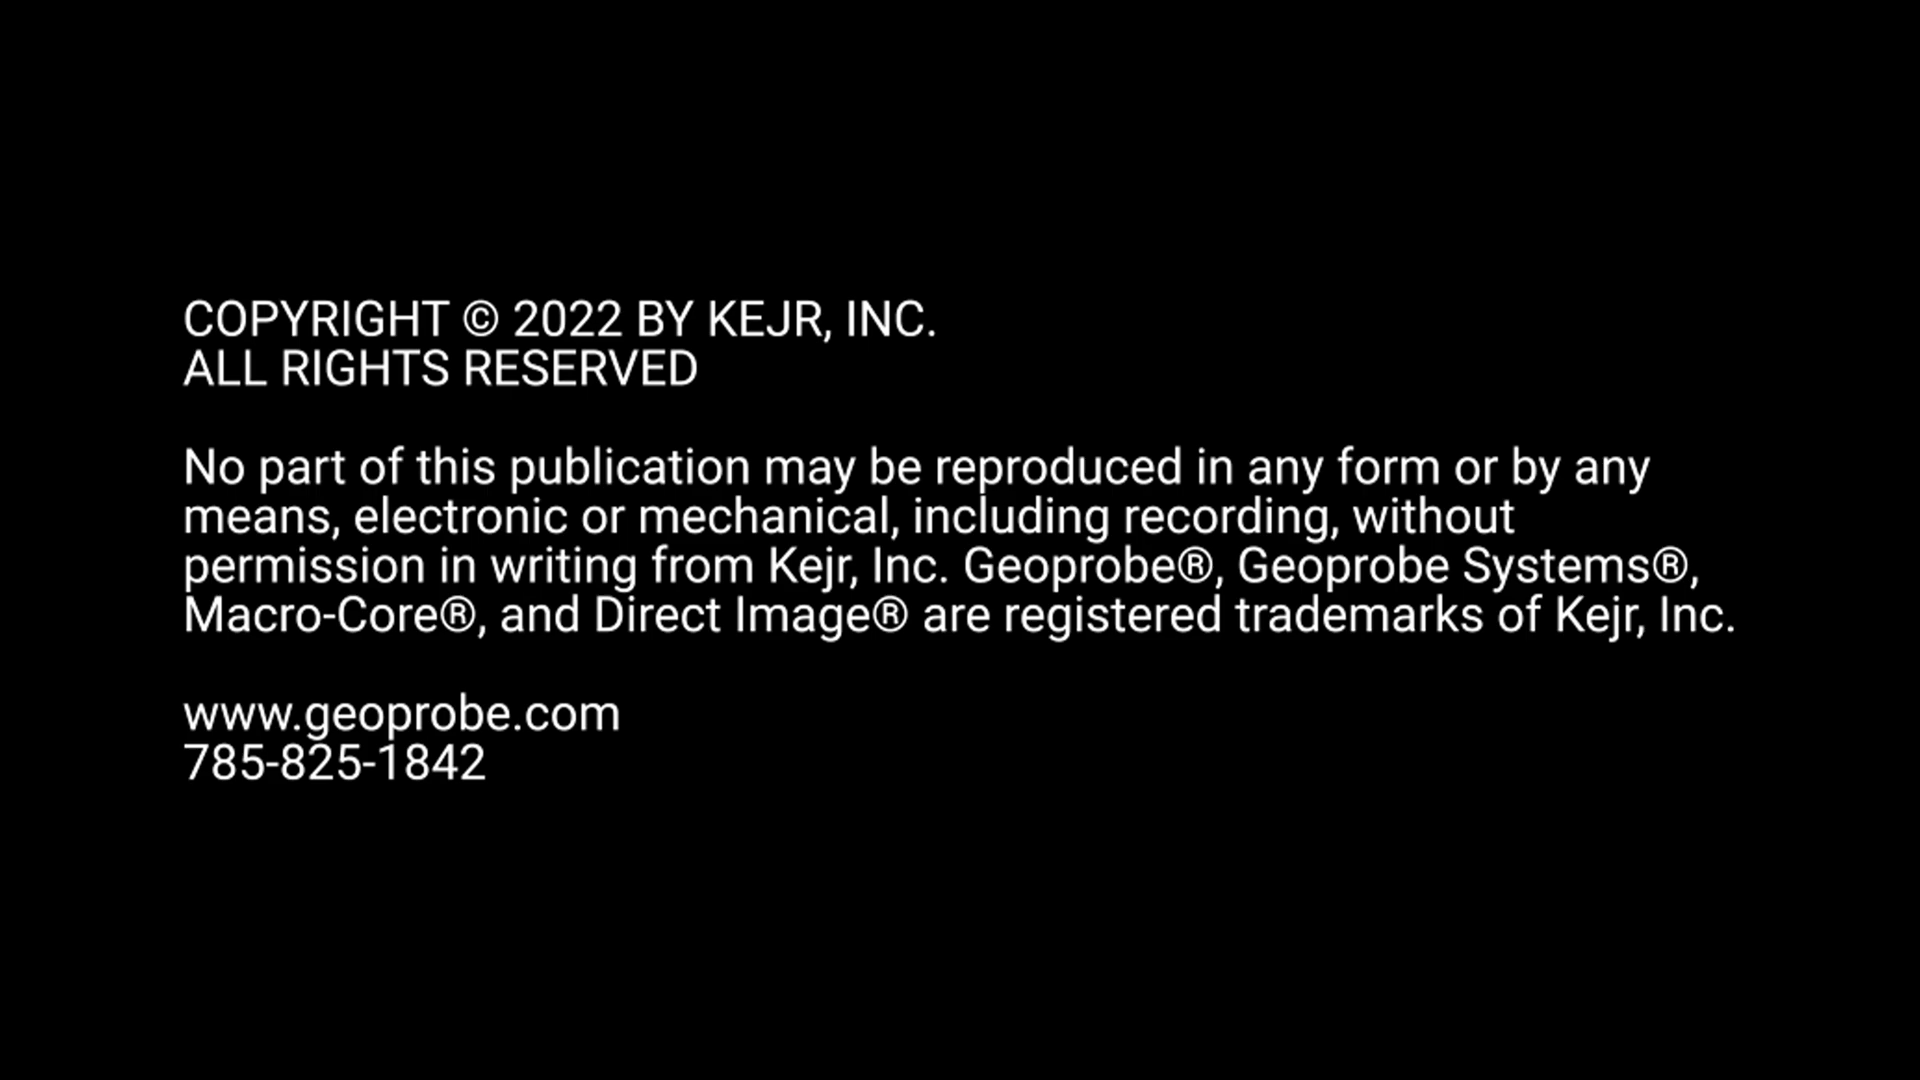 COPYRIGHT © 2022 BY KEJR, INC.
ALL RIGHTS RESERVED
No part of this publication may be reproduced in any form or by any
means, electronic or mechanical, including recording, without
permission in writing from Kejr, Inc. Geoprobe®, Geoprobe Systems®,
Macro-Core®, and Direct Image® are registered trademarks of Kejr, Inc.
www.geoprobe.com
785-825-1842